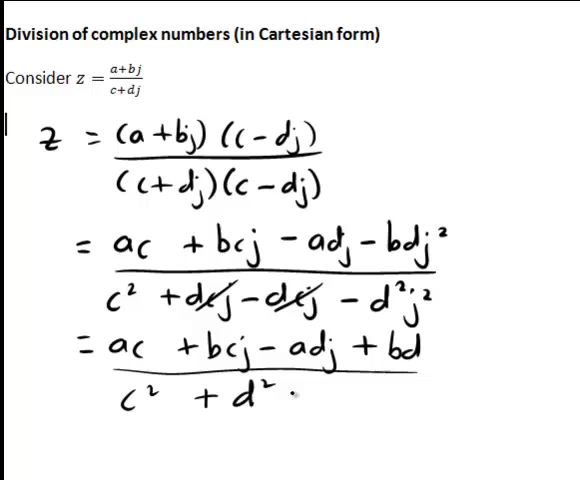 Division of complex numbers (in Cartesian form)
Consider z = (a+bj)/(c+dj)
z = (a+bj)(c-dj)
(c+dj)(c-dj)
= ac + bcj - adj - bdj²
c² + dcj - dcj - d²j²
= ac + bcj - adj + bd
c² + d²